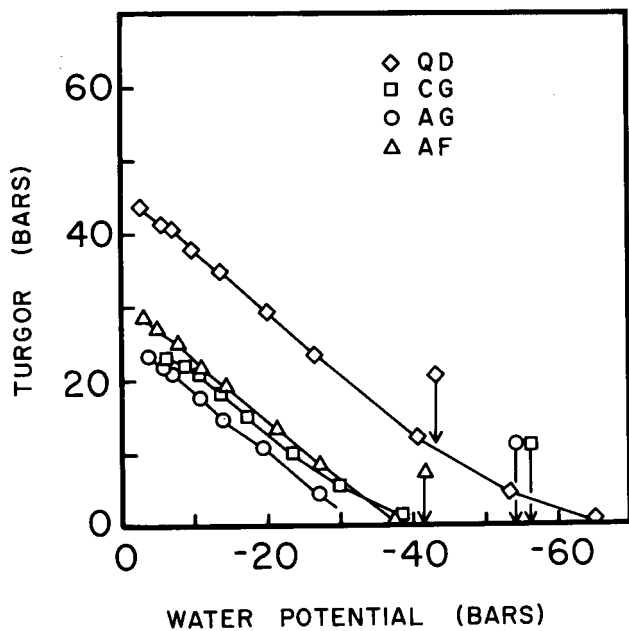 60
40
20
0
TURGOR (BARS)
QD
CG
AG
AF
0 -20 -40 -60
WATER POTENTIAL (BARS)